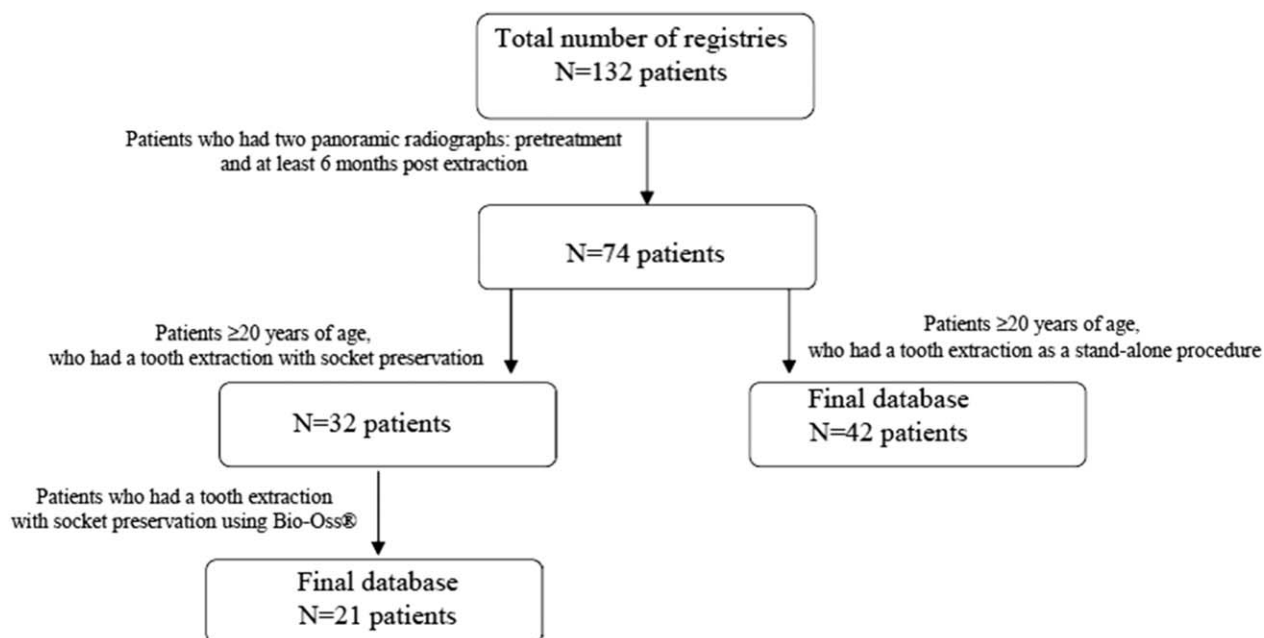 Total number of registries
N=132 patients
Patients who had two panoramic radiographs: pretreatment
and at least 6 months post extraction
N=74 patients
Patients ≥20 years of age,
who had a tooth extraction with socket preservation
Patients ≥20 years of age,
who had a tooth extraction as a stand-alone procedure
N=32 patients
Final database
N=42 patients
Patients who had a tooth extraction
with socket preservation using Bio-Oss®
Final database
N=21 patients